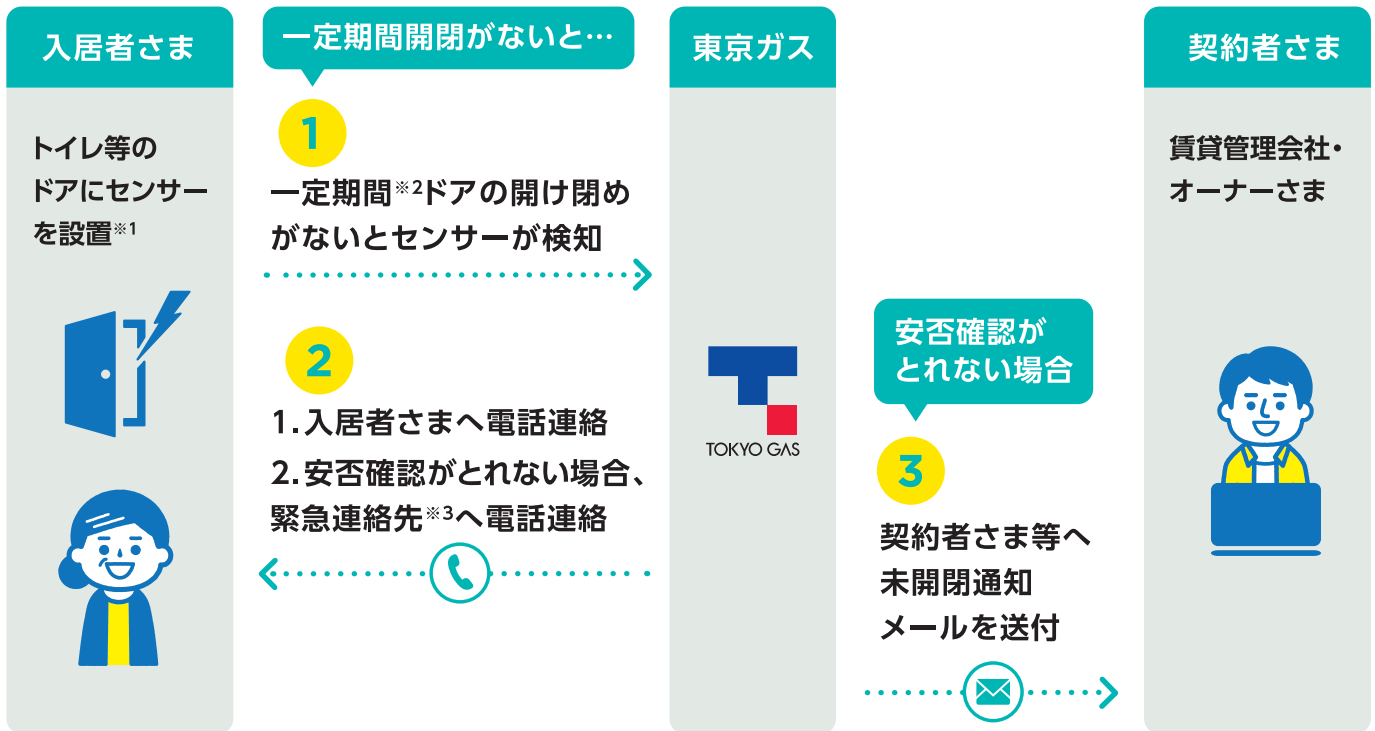 入居者さま
トイレ等の
ドアにセンサー
を設置※1
一定期間開閉がないと…
1
一定期間※2ドアの開け閉め
がないとセンサーが検知
2
1.入居者さまへ電話連絡
2.安否確認がとれない場合、
緊急連絡先※3へ電話連絡
東京ガス
TOKYO GAS
安否確認が
とれない場合
3
契約者さま等へ
未開閉通知
メールを送付
契約者さま
賃貸管理会社・
オーナーさま